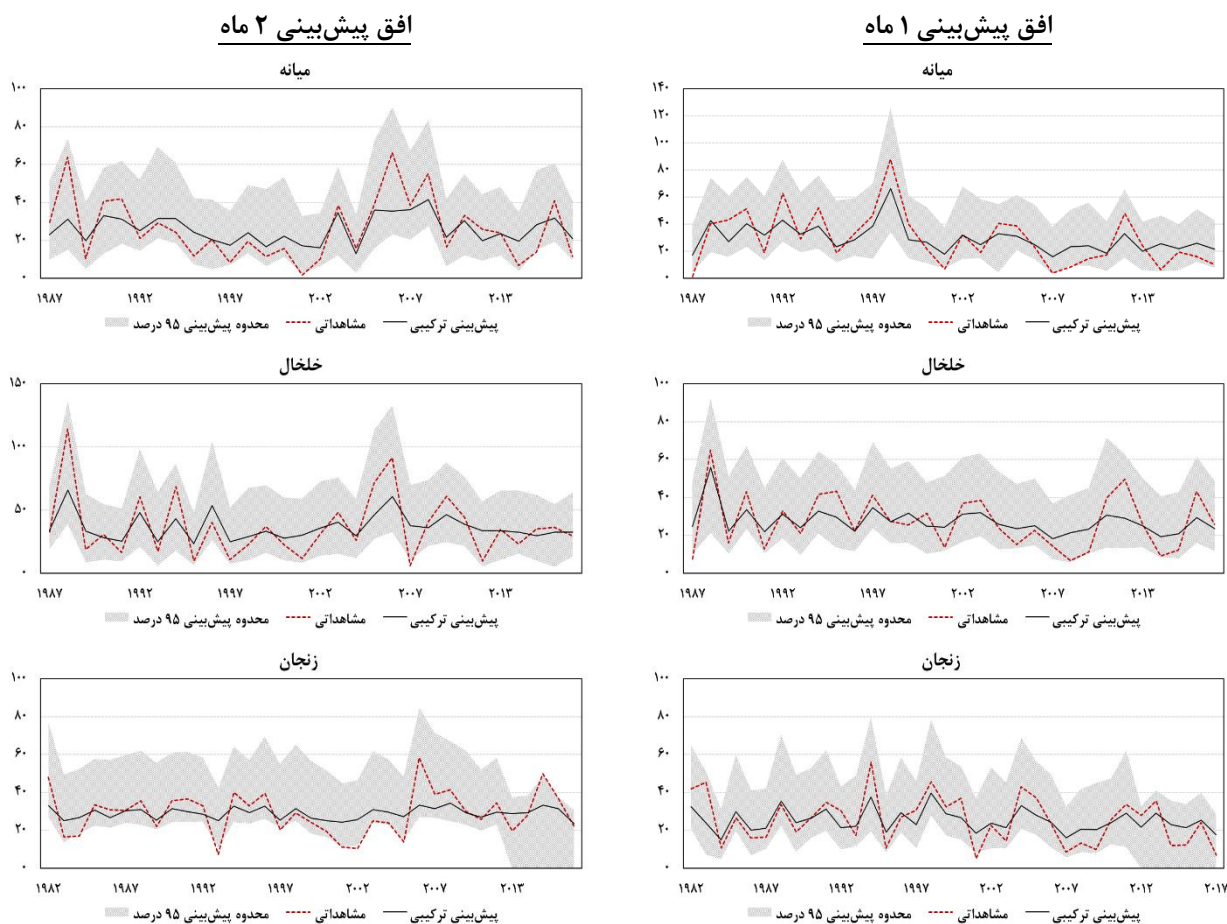 افق پیش‌بینی ۱ ماه
افق پیش‌بینی ۲ ماه
میانه
۱۴۰
۱۲۰
۱۰۰
۸۰
۶۰
۴۰
۲۰
۰
۱۹۸۷ ۱۹۹۲ ۱۹۹۷ ۲۰۰۲ ۲۰۰۷ ۲۰۱۳
پیش‌بینی ترکیبی مشاهداتی محدوه پیش‌بینی ۹۵ درصد
میانه
۱۰۰
۸۰
۶۰
۴۰
۲۰
۰
۱۹۸۷ ۱۹۹۲ ۱۹۹۷ ۲۰۰۲ ۲۰۰۷ ۲۰۱۳
پیش‌بینی ترکیبی مشاهداتی محدوه پیش‌بینی ۹۵ درصد
خلخال
۱۰۰
۸۰
۶۰
۴۰
۲۰
۰
۱۹۸۷ ۱۹۹۲ ۱۹۹۷ ۲۰۰۲ ۲۰۰۷ ۲۰۱۳
پیش‌بینی ترکیبی مشاهداتی محدوه پیش‌بینی ۹۵ درصد
خلخال
۱۵۰
۱۰۰
۵۰
۰
۱۹۸۷ ۱۹۹۲ ۱۹۹۷ ۲۰۰۲ ۲۰۰۷ ۲۰۱۳
پیش‌بینی ترکیبی مشاهداتی محدوه پیش‌بینی ۹۵ درصد
زنجان
۱۰۰
۸۰
۶۰
۴۰
۲۰
۰
۱۹۸۲ ۱۹۸۷ ۱۹۹۲ ۱۹۹۷ ۲۰۰۲ ۲۰۰۷ ۲۰۱۲ ۲۰۱۷
پیش‌بینی ترکیبی مشاهداتی محدوه پیش‌بینی ۹۵ درصد
زنجان
۱۰۰
۸۰
۶۰
۴۰
۲۰
۰
۱۹۸۲ ۱۹۸۷ ۱۹۹۲ ۱۹۹۷ ۲۰۰۲ ۲۰۰۷ ۲۰۱۳
پیش‌بینی ترکیبی مشاهداتی محدوه پیش‌بینی ۹۵ درصد